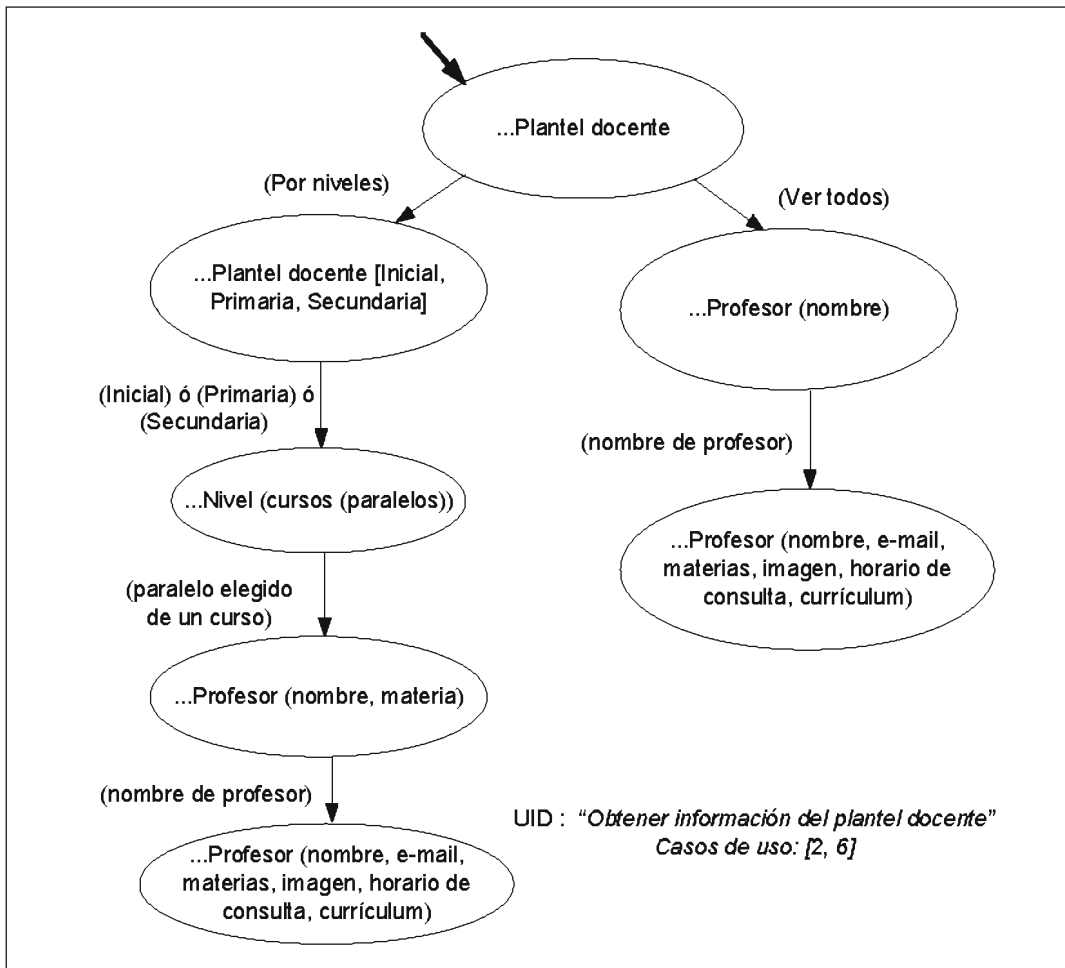 ...Plantel docente
(Por niveles)
(Ver todos)
...Plantel docente [Inicial,
Primaria, Secundaria]
...Profesor (nombre)
(Inicial) ó (Primaria) ó
(Secundaria)
(nombre de profesor)
...Nivel (cursos (paralelos))
...Profesor (nombre, e-mail,
materias, imagen, horario de
consulta, currículum)
(paralelo elegido
de un curso)
...Profesor (nombre, materia)
(nombre de profesor)
UID : “Obtener información del plantel docente”
Casos de uso: [2, 6]
...Profesor (nombre, e-mail,
materias, imagen, horario de
consulta, currículum)